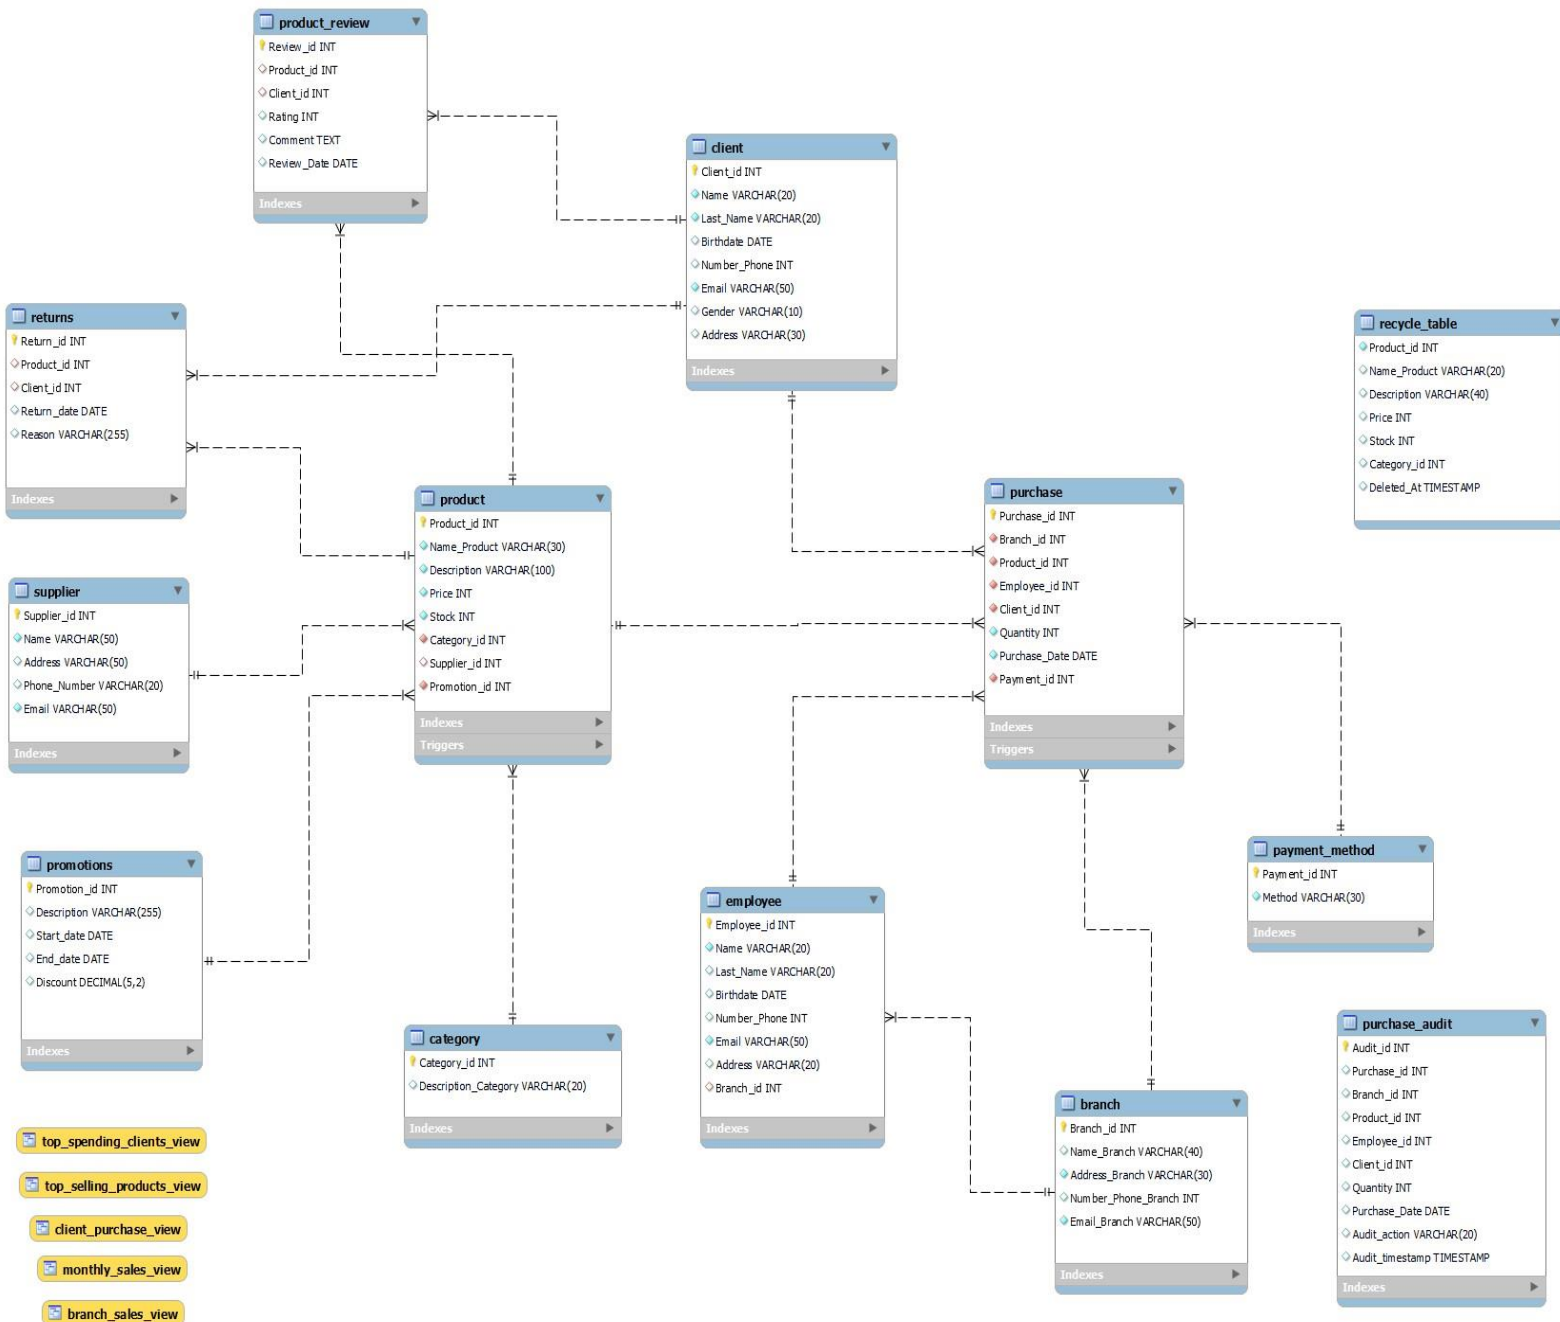 product_review
Review_id INT
Product_id INT
Client_id INT
Rating INT
Comment TEXT
Review_Date DATE
Indexes
client
Client_id INT
Name VARCHAR(20)
Last_Name VARCHAR(20)
Birthdate DATE
Number_Phone INT
Email VARCHAR(50)
Gender VARCHAR(10)
Address VARCHAR(30)
Indexes
returns
Return_id INT
Product_id INT
Client_id INT
Return_date DATE
Reason VARCHAR(255)
Indexes
recycle_table
Product_id INT
Name_Product VARCHAR(20)
Description VARCHAR(40)
Price INT
Stock INT
Category_id INT
Deleted_At TIMESTAMP
product
Product_id INT
Name_Product VARCHAR(30)
Description VARCHAR(100)
Price INT
Stock INT
Category_id INT
Supplier_id INT
Promotion_id INT
Indexes
Triggers
purchase
Purchase_id INT
Branch_id INT
Product_id INT
Employee_id INT
Client_id INT
Quantity INT
Purchase_Date DATE
Payment_id INT
Indexes
Triggers
supplier
Supplier_id INT
Name VARCHAR(50)
Address VARCHAR(50)
Phone_Number VARCHAR(20)
Email VARCHAR(50)
Indexes
promotions
Promotion_id INT
Description VARCHAR(255)
Start_date DATE
End_date DATE
Discount DECIMAL(5,2)
Indexes
payment_method
Payment_id INT
Method VARCHAR(30)
Indexes
employee
Employee_id INT
Name VARCHAR(20)
Last_Name VARCHAR(20)
Birthdate DATE
Number_Phone INT
Email VARCHAR(50)
Address VARCHAR(20)
Branch_id INT
Indexes
category
Category_id INT
Description_Category VARCHAR(20)
Indexes
purchase_audit
Audit_id INT
Purchase_id INT
Branch_id INT
Product_id INT
Employee_id INT
Client_id INT
Quantity INT
Purchase_Date DATE
Audit_action VARCHAR(20)
Audit_timestamp TIMESTAMP
Indexes
branch
Branch_id INT
Name_Branch VARCHAR(40)
Address_Branch VARCHAR(30)
Number_Phone_Branch INT
Email_Branch VARCHAR(50)
Indexes
top_spending_clients_view
top_selling_products_view
client_purchase_view
monthly_sales_view
branch_sales_view